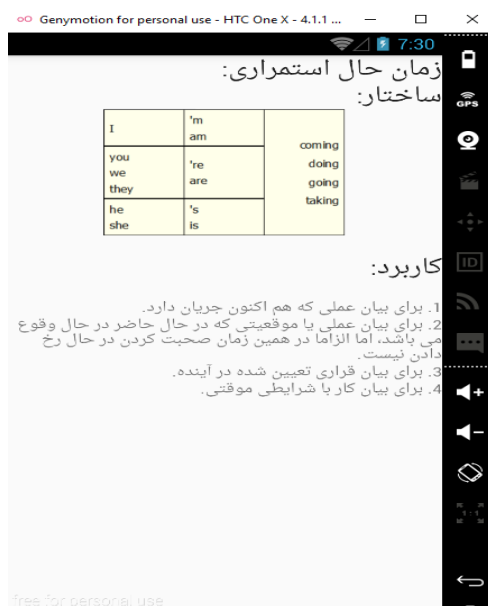 Genymotion for personal use - HTC One X - 4.1.1 ...
7:30
زمان حال استمراری:
ساختار:
I 'm am
you we they 're are
he she 's is
coming
doing
going
taking
کاربرد:
1. برای بیان عملی که هم اکنون جریان دارد.
2. برای بیان عملی یا موقعیتی که در حال حاضر در حال وقوع
می باشد، اما الزاما در همین زمان صحبت کردن در حال رخ
دادن نیست.
3. برای بیان قراری تعیین شده در آینده.
4. برای بیان کار با شرایطی موقتی.
GPS
ID
1:1
free for personal use